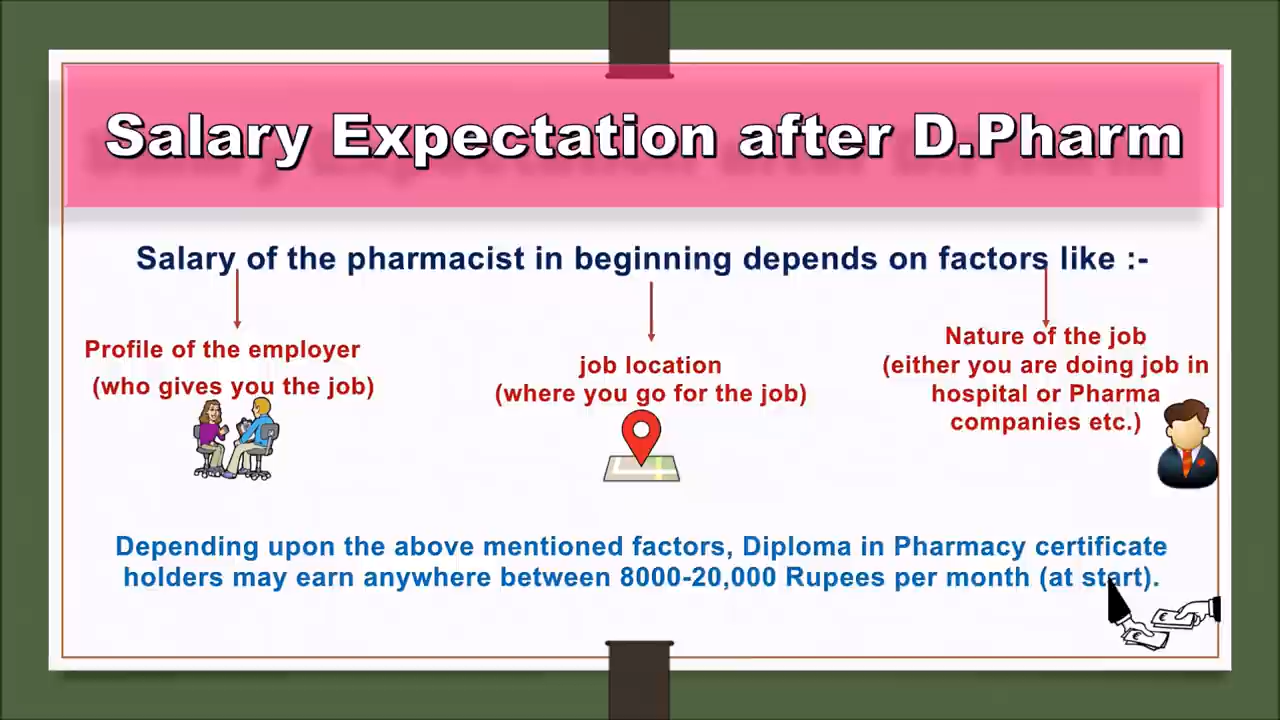 Salary Expectation after D.Pharm
Salary of the pharmacist in beginning depends on factors like :-
Profile of the employer
(who gives you the job)
job location
(where you go for the job)
Nature of the job
(either you are doing job in
hospital or Pharma
companies etc.)
Depending upon the above mentioned factors, Diploma in Pharmacy certificate
holders may earn anywhere between 8000-20,000 Rupees per month (at start).